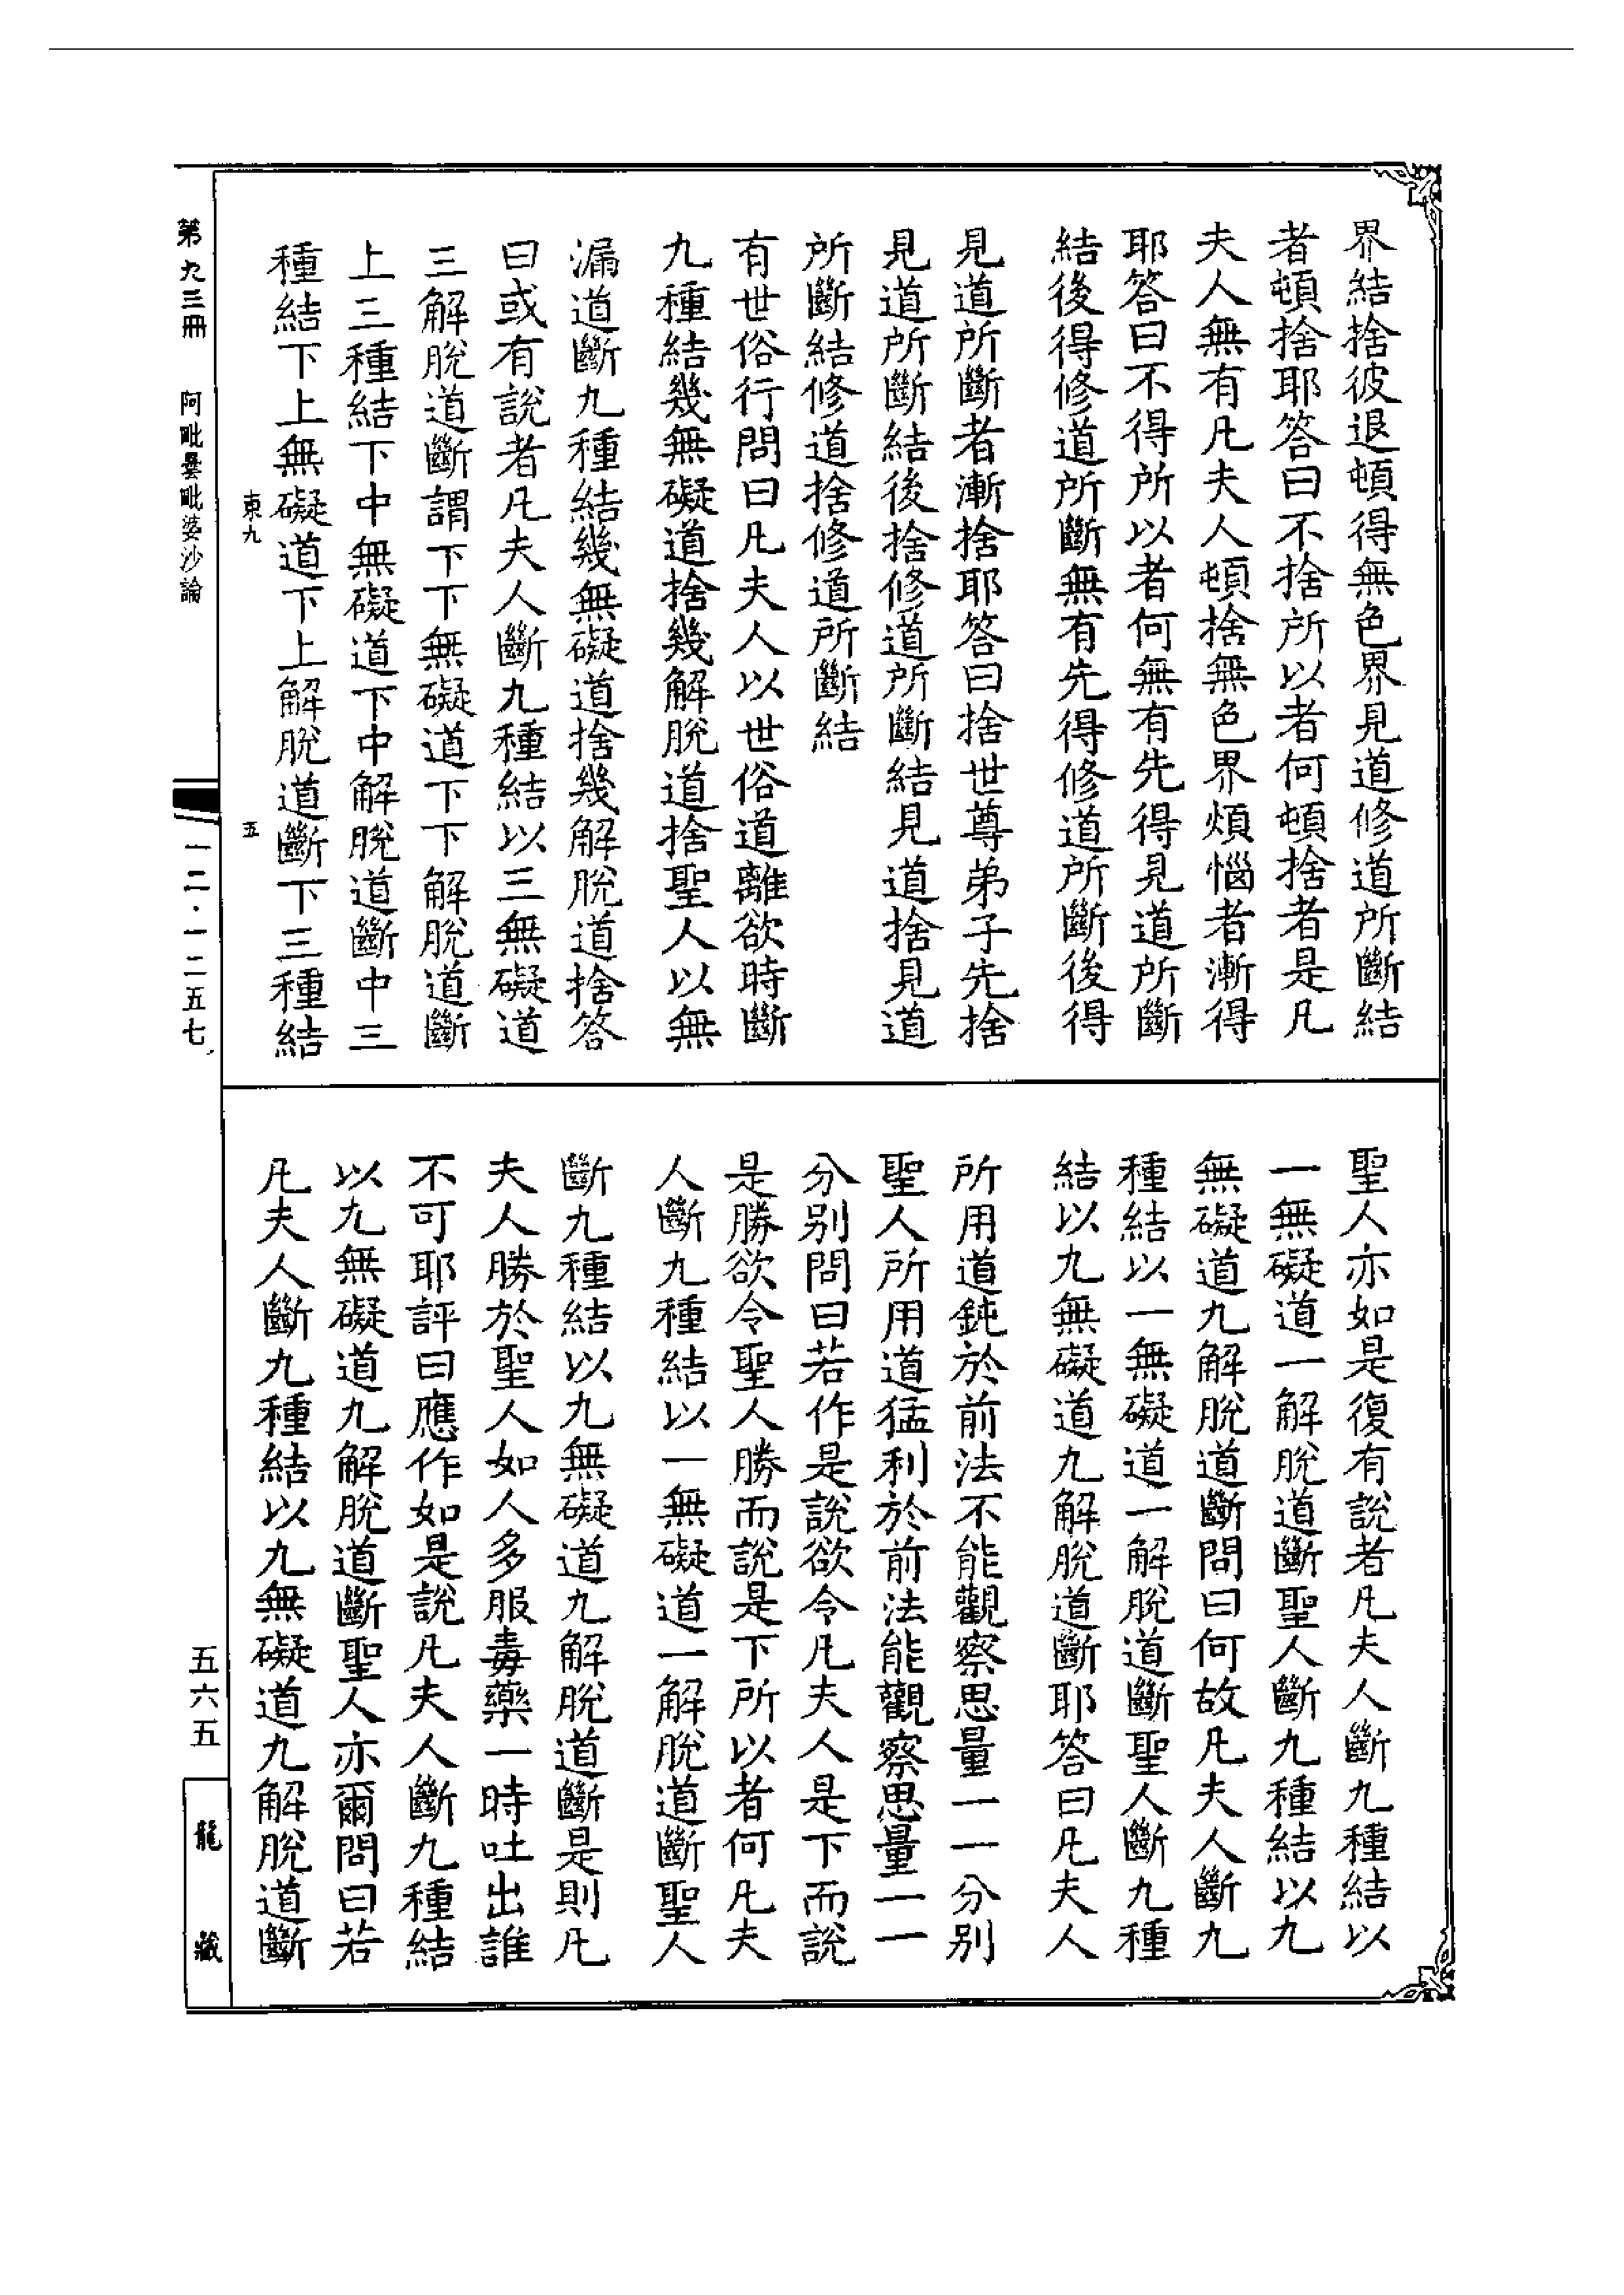 界結捨彼退頓得無色界見道修道所斷結
者頓捨耶答曰不捨所以者何頓捨者是凡
夫人無有凡夫人頓捨無色界煩惱者漸得
耶答曰不得所以者何無有先得見道所斷
結後得修道所斷無有先得修道所斷後得
見道所斷者漸捨耶答曰捨世尊弟子先捨
見道所斷結後捨修道所斷結見道捨見道
所斷結修道捨修道所斷結
有世俗行問曰凡夫人以世俗道離欲時斷
九種結幾無礙道捨幾解脫道捨聖人以無
漏道斷九種結幾無礙道捨幾解脫道捨答
曰或有說者凡夫人斷九種結以三無礙道
三解脫道斷謂下下無礙道下下解脫道斷
上三種結下中無礙道下中解脫道斷中三
種結下上無礙道下上解脫道斷下三種結
聖人亦如是復有說者凡夫人斷九種結以
一無礙道一解脫道斷聖人斷九種結以九
無礙道九解脫道斷問曰何故凡夫人斷九
種結以一無礙道一解脫道斷聖人斷九種
結以九無礙道九解脫道斷耶答曰凡夫人
所用道鈍於前法不能觀察思量一一分別
聖人所用道猛利於前法能觀察思量一一
分別問曰若作是說欲令凡夫人是下而說
是勝欲令聖人勝而說是下所以者何凡夫
人斷九種結以一無礙道一解脫道斷聖人
斷九種結以九無礙道九解脫道斷是則凡
夫人勝於聖人如人多服毒藥一時吐出誰
不可耶評曰應作如是說凡夫人斷九種結
以九無礙道九解脫道斷聖人亦爾問曰若
凡夫人斷九種結以九無礙道九解脫道斷
東九 五
第九三冊 阿毗曇毗婆沙論 一二·一二五七
五六五 龍藏